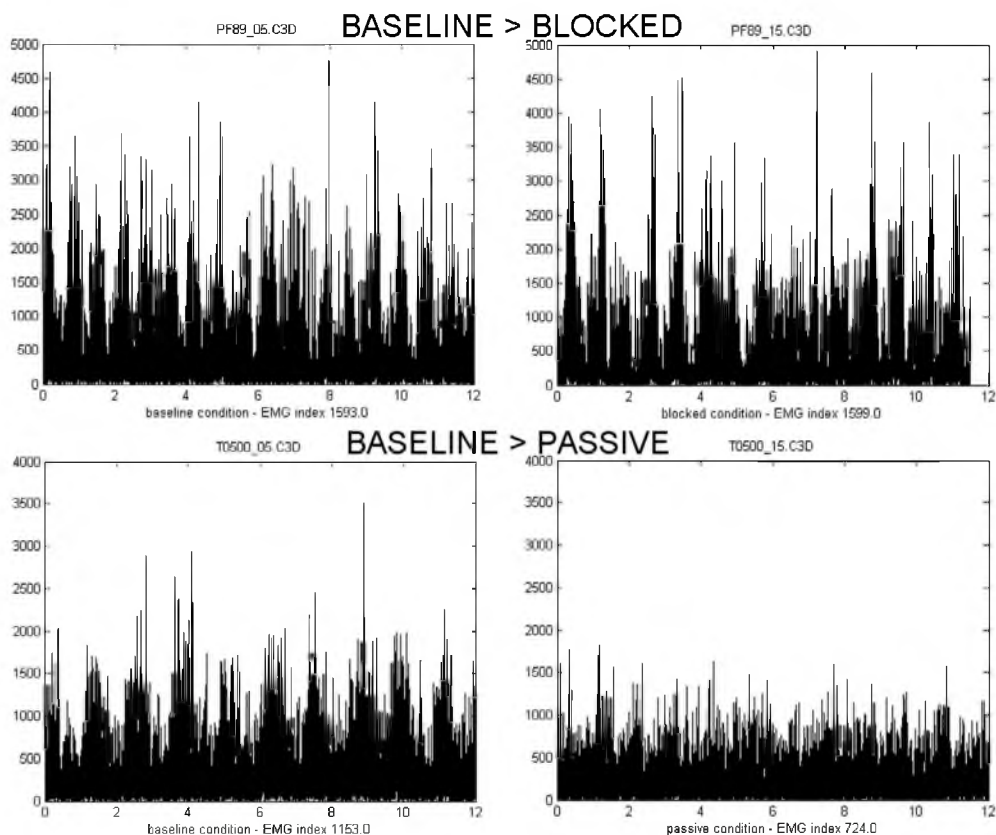 BASELINE > BLOCKED
PF89_05.C3D
PF89_15.C3D
5000
4500
4000
3500
3000
2500
2000
1500
1000
500
0
0 2 4 6 8 10 12
baseline condition - EMG index 1593.0
5000
4500
4000
3500
3000
2500
2000
1500
1000
500
0
0 2 4 6 8 10 12
blocked condition - EMG index 1599.0
BASELINE > PASSIVE
T0500_05.C3D
T0500_15.C3D
4000
3500
3000
2500
2000
1500
1000
500
0
0 2 4 6 8 10 12
baseline condition - EMG index 1153.0
4000
3500
3000
2500
2000
1500
1000
500
0
0 2 4 6 8 10 12
passive condition - EMG index 724.0